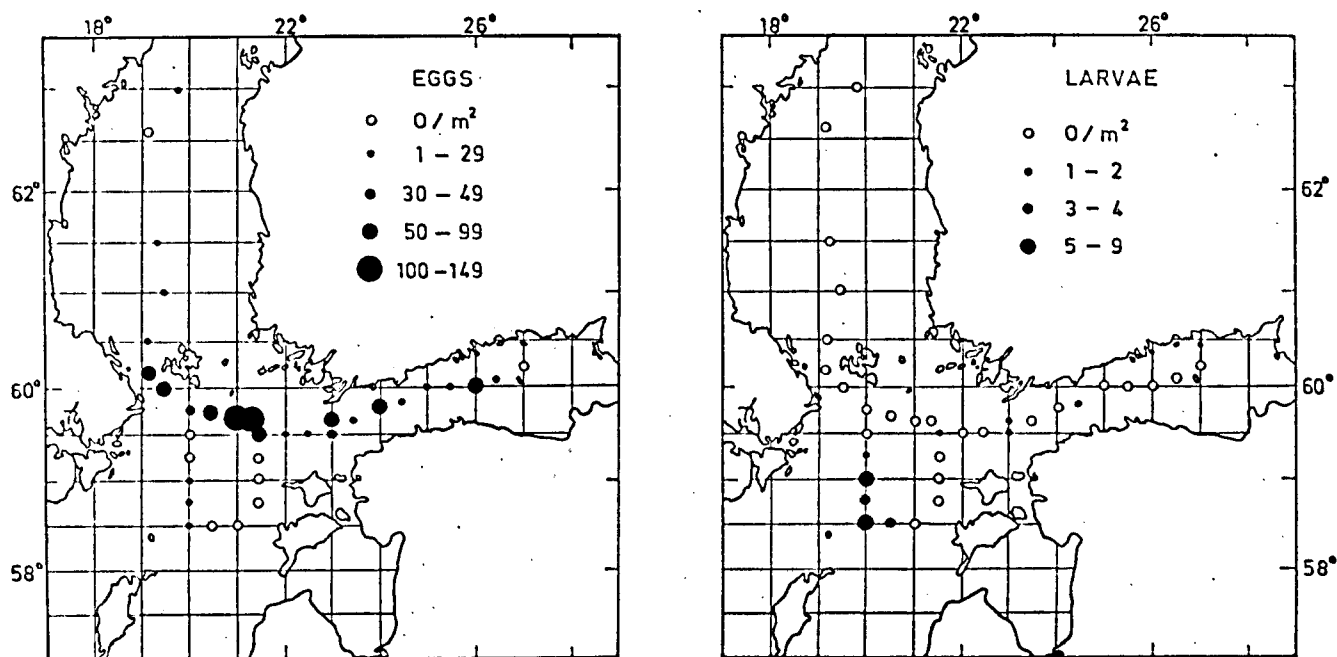 18° 22° 26°
EGGS
0/m²
1 – 29
30 – 49
50 – 99
100 – 149
62°
60°
58°
18° 22° 26°
LARVAE
0/m²
1 – 2
3 – 4
5 – 9
62°
60°
58°